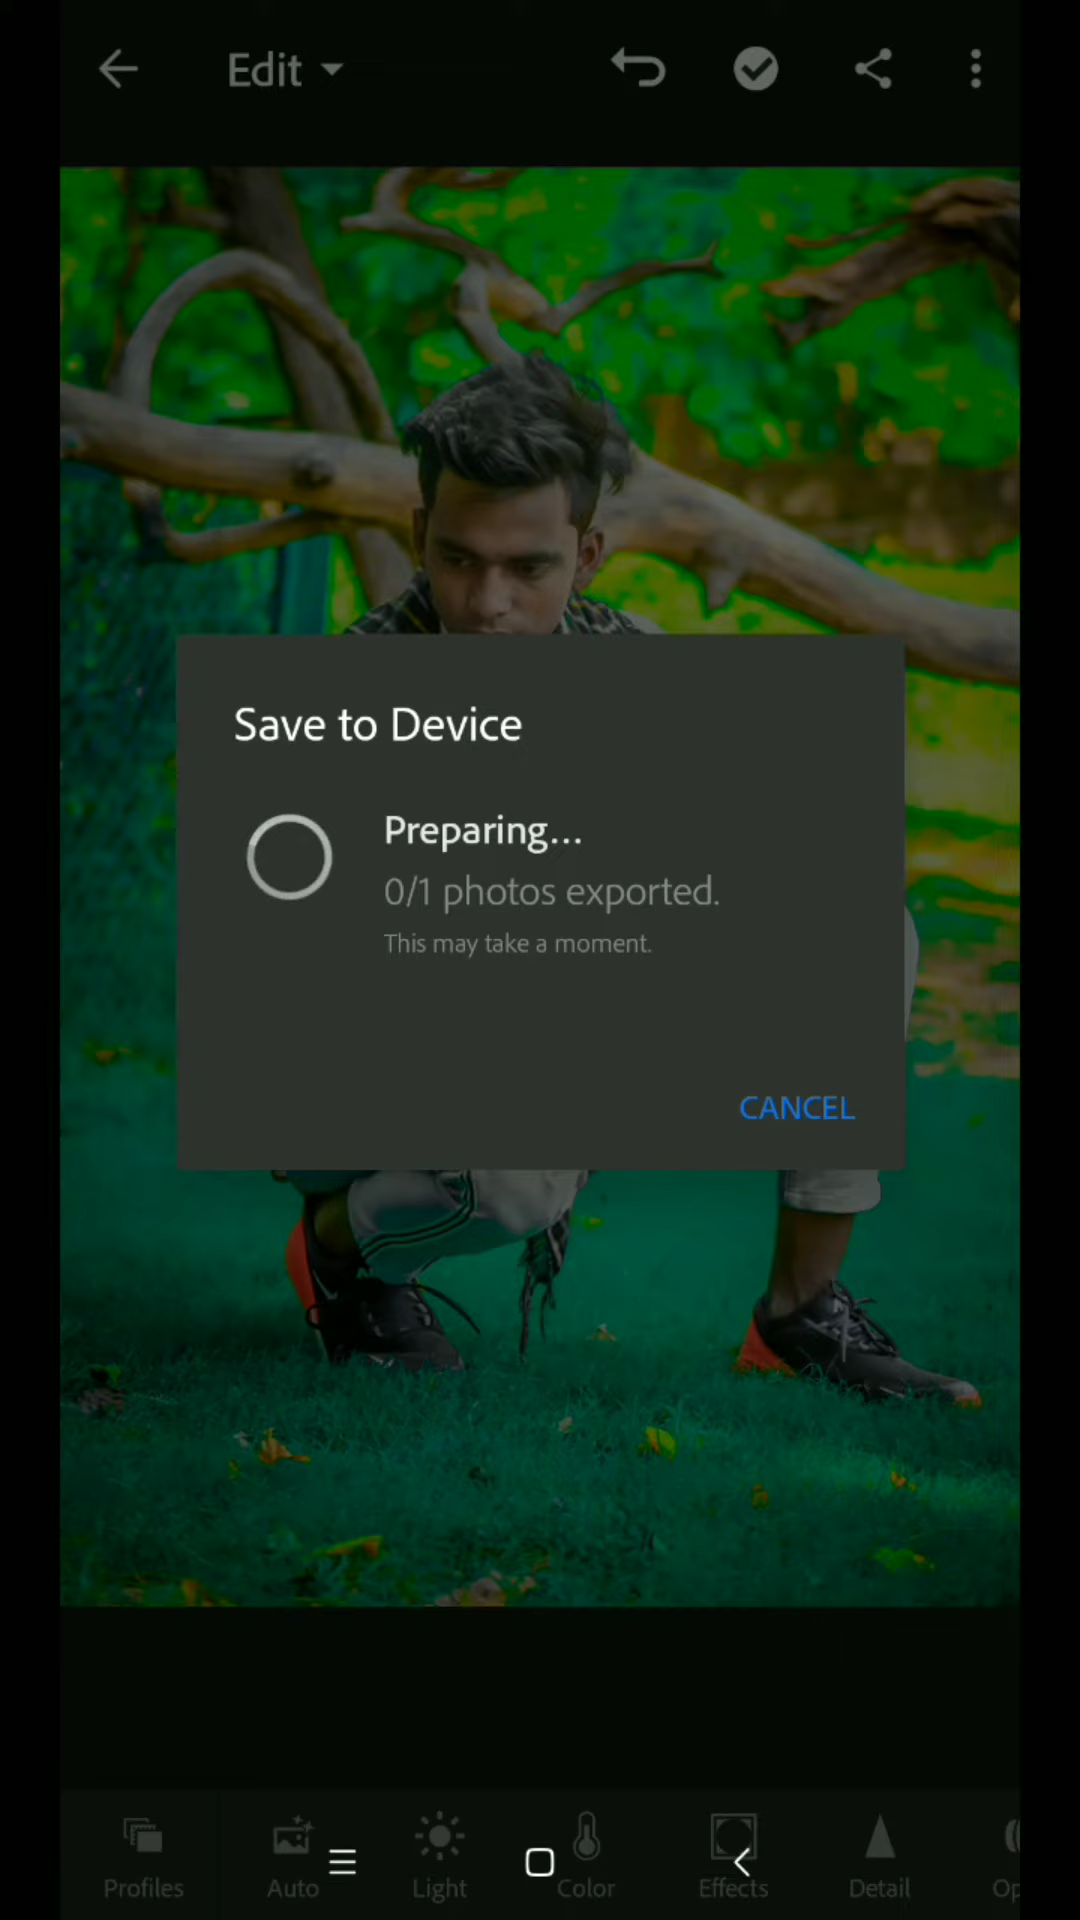 Edit
Save to Device
Preparing...
0/1 photos exported.
This may take a moment.
CANCEL
Profiles
Auto
Light
Color
Effects
Detail
Op